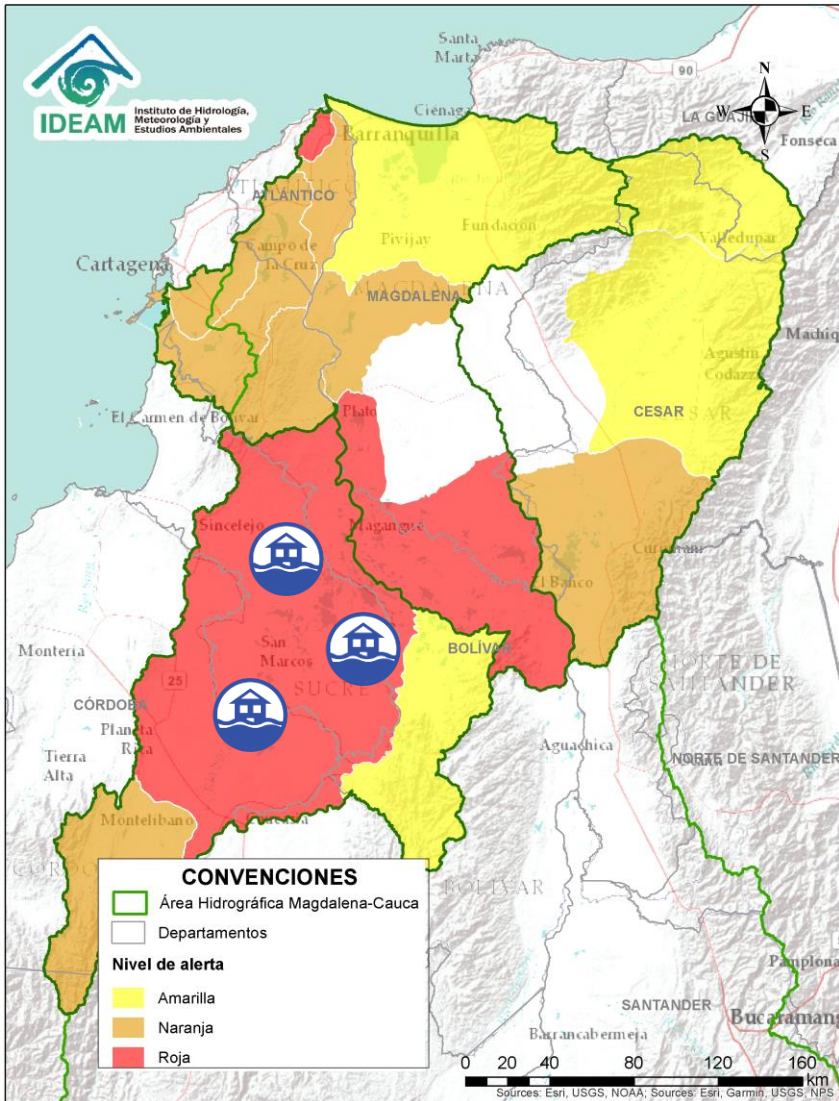 IDEAM
Instituto de Hidrología,
Meteorología y
Estudios Ambientales
Santa
Marta
90
N
W
E
S
Ciénaga
LA GUAJI
Fonseca
Barranquilla
ATLÁNTICO
Campo de
la Cruz
Pivijay
Fundación
Valledupar
Cartagena
MAGDALENA
Agustín
Codazzi
El Carmen de Bolívar
Plato
CESAR
Sincelejo
Magangué
El Banco
Montería
San
Marcos
BOLÍVAR
SUCRE
25
CÓRDOBA
NORTE DE
SANTANDER
Planeta
Rica
Tierra
Alta
Aguachica
NORTE DE SANTANDER
Montelíbano
BOLÍVAR
CONVENCIONES
Área Hidrográfica Magdalena-Cauca
Departamentos
Nivel de alerta
Amarilla
Naranja
Roja
Pamplona
SANTANDER
Bucaramang
Barrancabermeja
0 20 40 80 120 160
km
Sources: Esri, USGS, NOAA; Sources: Esri, Garmin, USGS, NPS